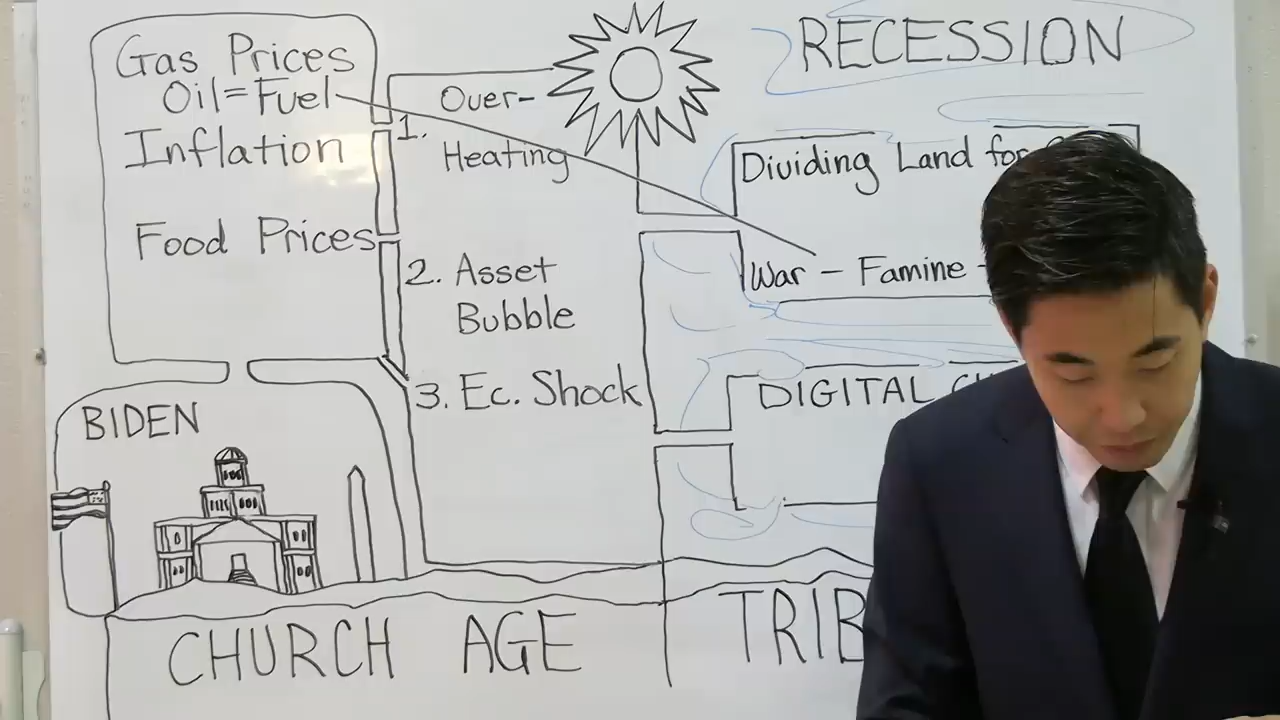 Gas Prices
Oil=Fuel
Inflation
Food Prices
BIDEN
1. Over-
Heating
2. Asset
Bubble
3. Ec. Shock
RECESSION
Dividing Land for
War - Famine -
DIGITAL
CHURCH AGE
TRIB